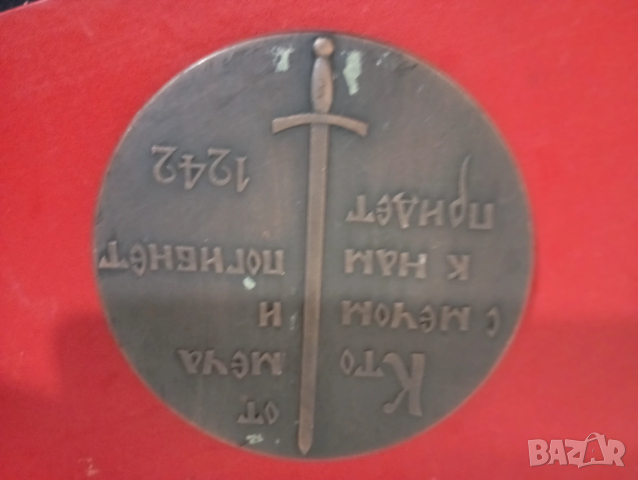 Кто
с мечом
к нам
придет
от
меча
и
погибнет
1242
BAZAR